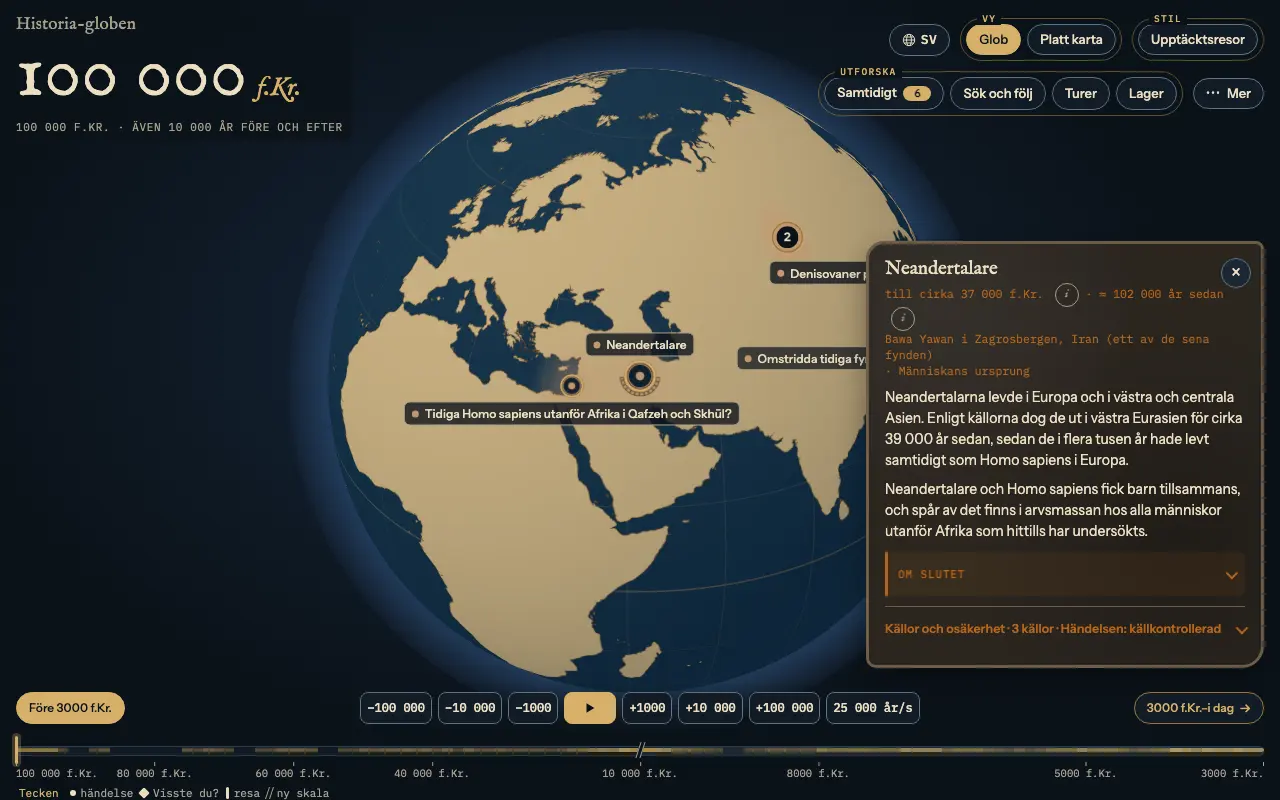 Historia-globen
100 000 f.Kr.
100 000 F.KR. · ÄVEN 10 000 ÅR FÖRE OCH EFTER
SV
VY
Glob
Platt karta
STIL
Upptäcktsresor
UTFORSKA
Samtidigt 6
Sök och följ
Turer
Lager
··· Mer
2
Denisovaner
Neandertalare
Omstridda tidiga
Tidiga Homo sapiens utanför Afrika i Qafzeh och Skhūl?
Neandertalare
×
till cirka 37 000 f.Kr. i · ≈ 102 000 år sedan
i
Bawa Yawan i Zagrosbergen, Iran (ett av de sena
fynden)
· Människans ursprung
Neandertalarna levde i Europa och i västra och centrala
Asien. Enligt källorna dog de ut i västra Eurasien för cirka
39 000 år sedan, sedan de i flera tusen år hade levt
samtidigt som Homo sapiens i Europa.
Neandertalare och Homo sapiens fick barn tillsammans,
och spår av det finns i arvsmassan hos alla människor
utanför Afrika som hittills har undersökts.
OM SLUTET
Källor och osäkerhet · 3 källor · Händelsen: källkontrollerad
Före 3000 f.Kr.
−100 000
−10 000
−1000
+1000
+10 000
+100 000
25 000 år/s
3000 f.Kr.–i dag →
100 000 f.Kr.
80 000 f.Kr.
60 000 f.Kr.
40 000 f.Kr.
10 000 f.Kr.
8000 f.Kr.
5000 f.Kr.
3000 f.Kr.
Tecken händelse Visste du? resa // ny skala